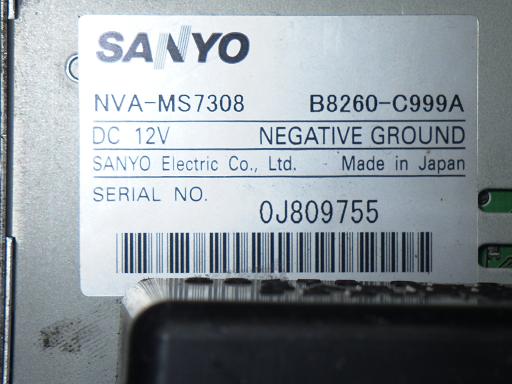 SANYO
NVA-MS7308 B8260-C999A
DC 12V NEGATIVE GROUND
SANYO Electric Co., Ltd. Made in Japan
SERIAL NO.
0J809755